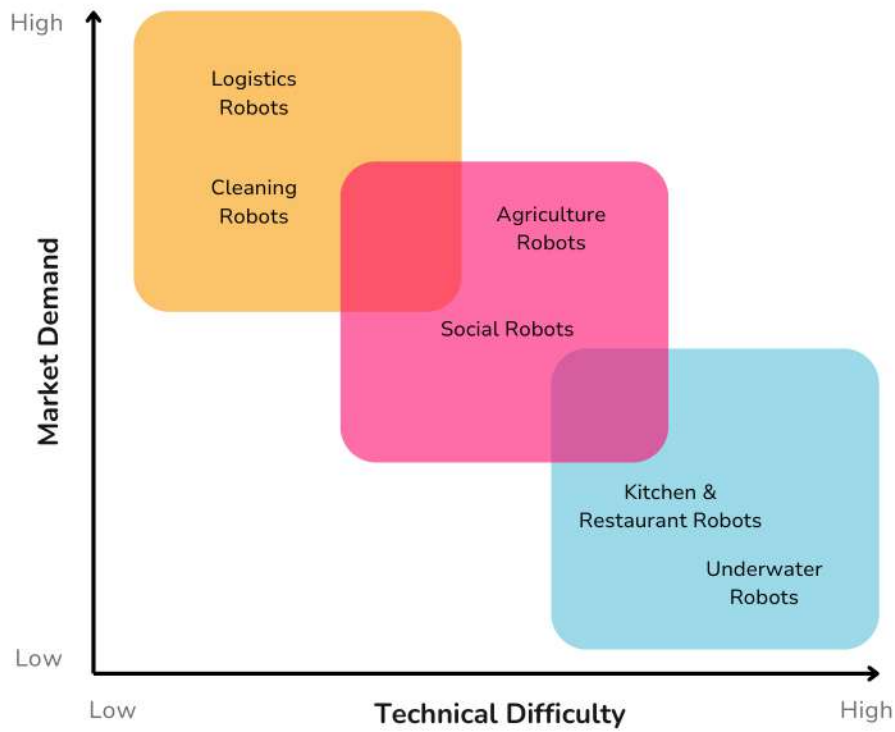 High
Logistics
Robots
Cleaning
Robots
Agriculture
Robots
Market Demand
Social Robots
Kitchen &
Restaurant Robots
Underwater
Robots
Low
Low
Technical Difficulty
High